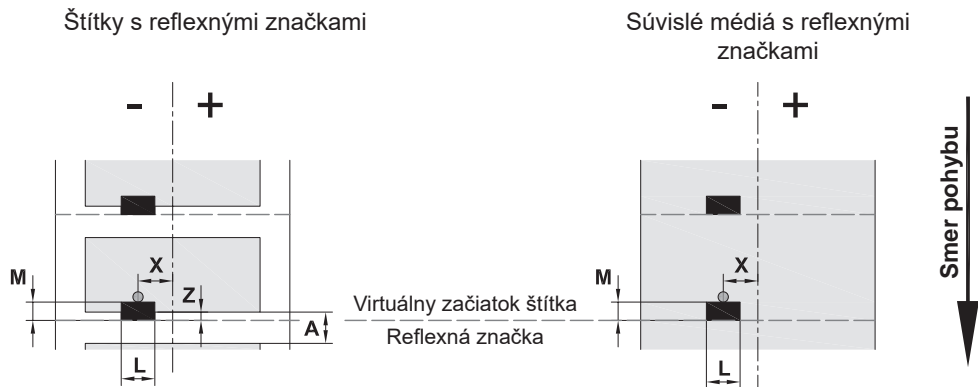 Štítky s reflexnými značkami
Súvislé médiá s reflexnými
značkami
- +
- +
Smer pohybu
X
M
Z
A
L
Virtuálny začiatok štítka
Reflexná značka
X
M
L